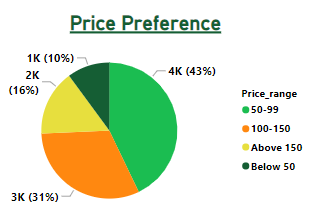 Price Preference
1K (10%)
4K (43%)
2K
(16%)
3K (31%)
Price_range
50-99
100-150
Above 150
Below 50